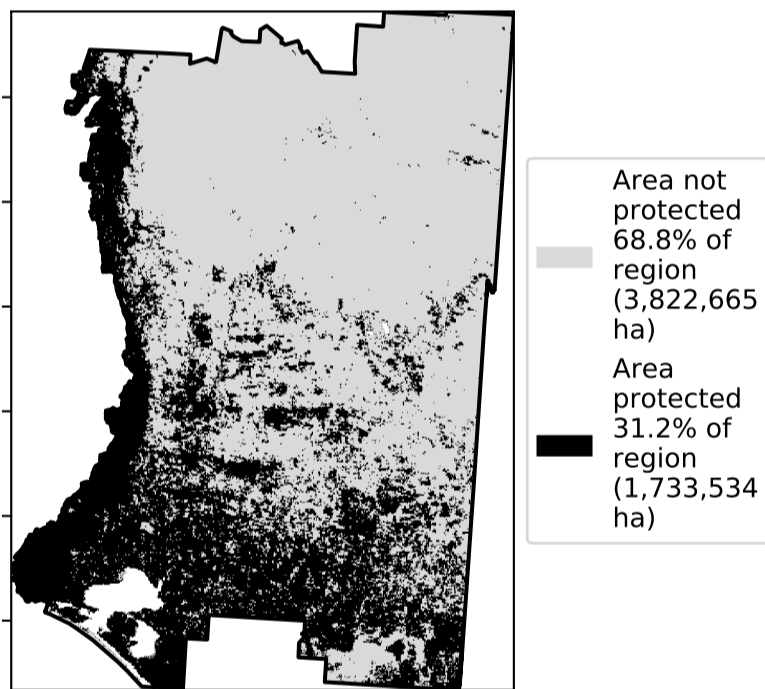 Area not
protected
68.8% of
region
(3,822,665
ha)
Area
protected
31.2% of
region
(1,733,534
ha)